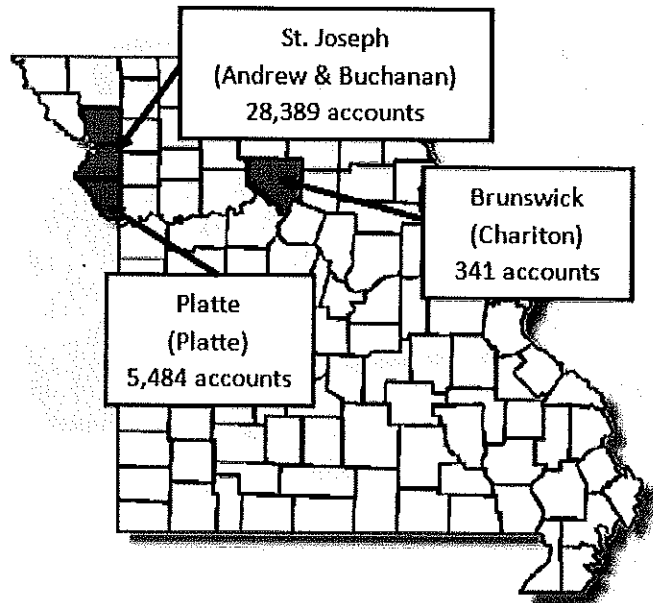 St. Joseph
(Andrew & Buchanan)
28,389 accounts
Brunswick
(Chariton)
341 accounts
Platte
(Platte)
5,484 accounts